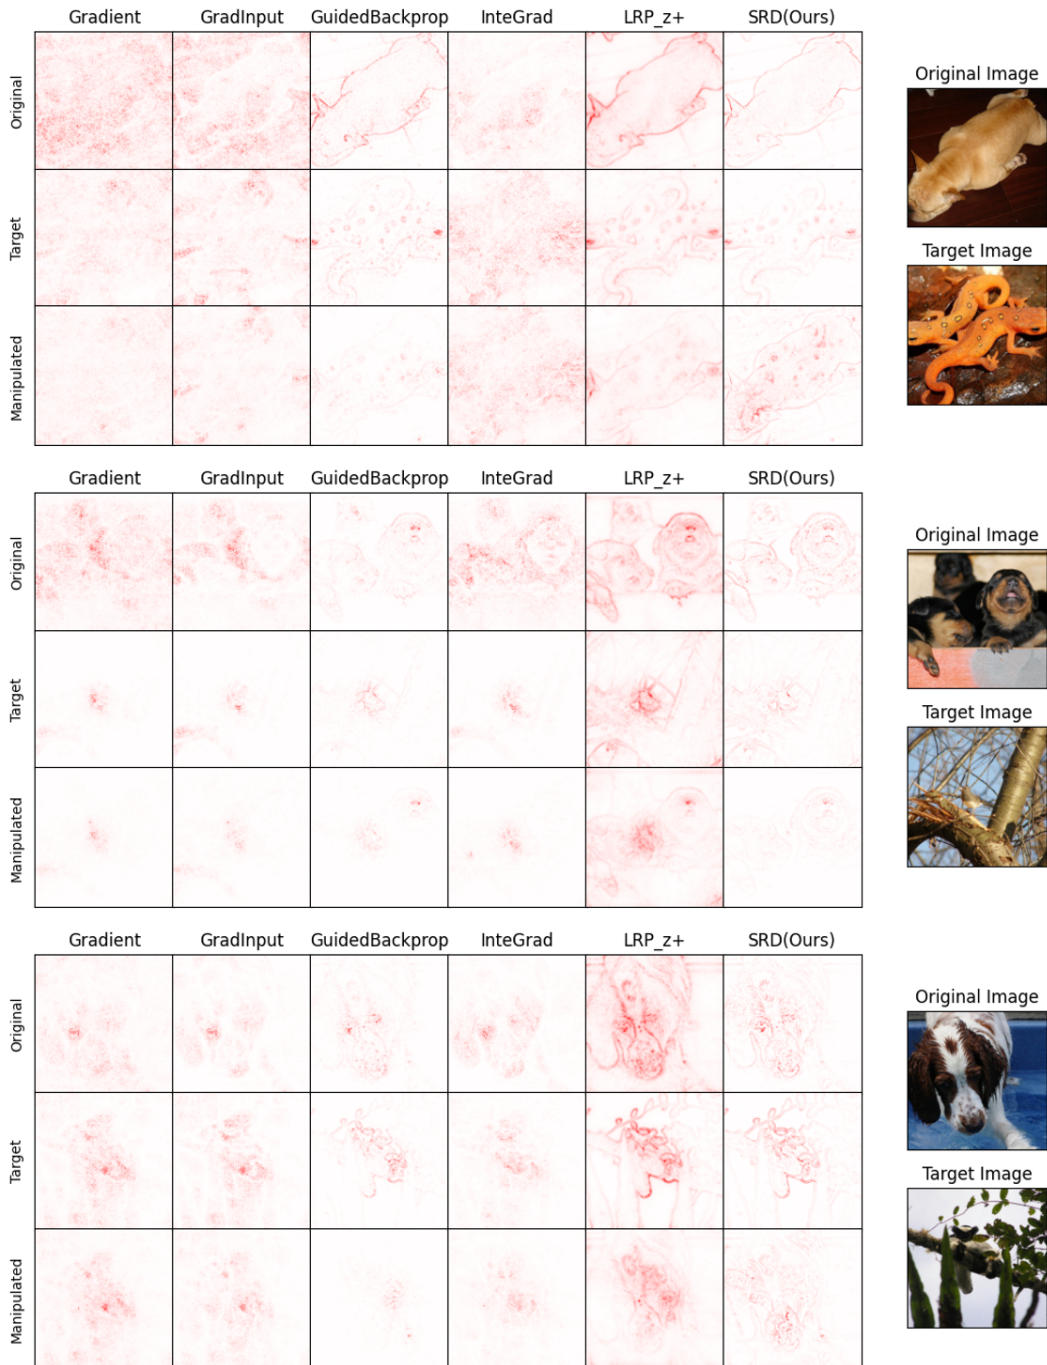 Gradient GradInput GuidedBackprop InteGrad LRP_z+ SRD(Ours)
Original
Target
Manipulated
Original Image
Target Image
Gradient GradInput GuidedBackprop InteGrad LRP_z+ SRD(Ours)
Original
Target
Manipulated
Original Image
Target Image
Gradient GradInput GuidedBackprop InteGrad LRP_z+ SRD(Ours)
Original
Target
Manipulated
Original Image
Target Image